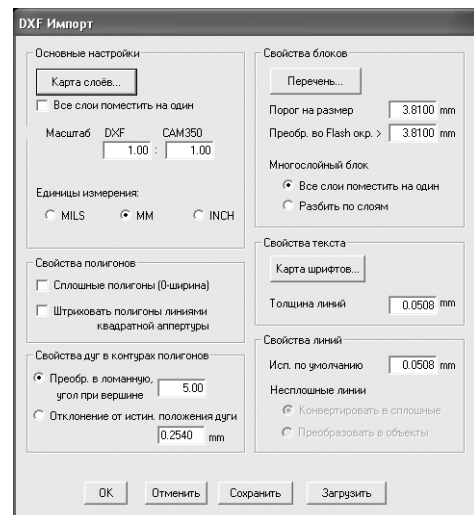 DXF Импорт
Основные настройки
Карта слоёв...
Все слои поместить на один
Масштаб DXF CAM350
1.00 : 1.00
Единицы измерения:
MILS MM INCH
Свойства полигонов
Сплошные полигоны (0-ширина)
Штриховать полигоны линиями
квадратной аппертуры
Свойства дуг в контурах полигонов
Преобр. в ломанную,
угол при вершине 5.00
Отклонение от истин. положения дуги
0.2540 mm
Свойства блоков
Перечень...
Порог на размер 3.8100 mm
Преобр. во Flash окр. > 3.8100 mm
Многослойный блок
Все слои поместить на один
Разбить по слоям
Свойства текста
Карта шрифтов...
Толщина линий 0.0508 mm
Свойства линий
Исп. по умолчанию 0.0508 mm
Несплошные линии
Конвертировать в сплошные
Преобразовать в объекты
OK Отменить Сохранить Загрузить